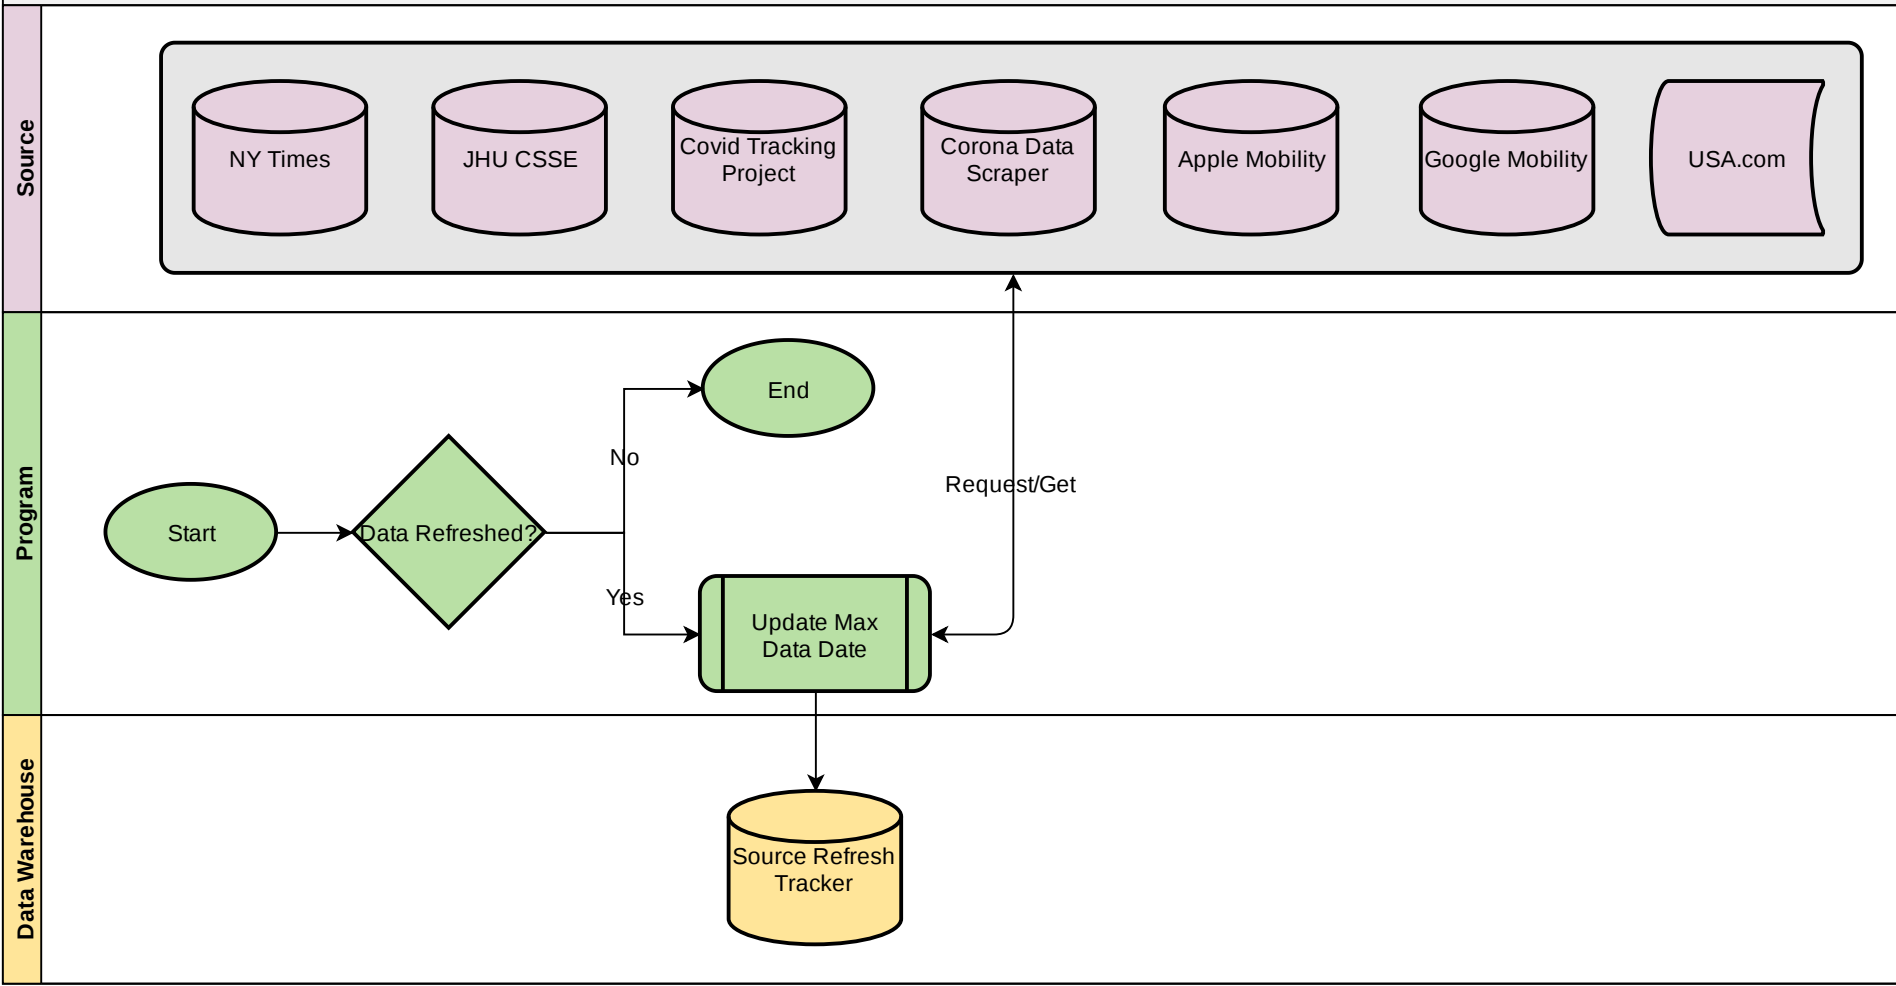 Source
NY Times
JHU CSSE
Covid Tracking
Project
Corona Data
Scraper
Apple Mobility
Google Mobility
USA.com
Program
Start
Data Refreshed?
No
End
Yes
Update Max
Data Date
Request/Get
Data Warehouse
Source Refresh
Tracker